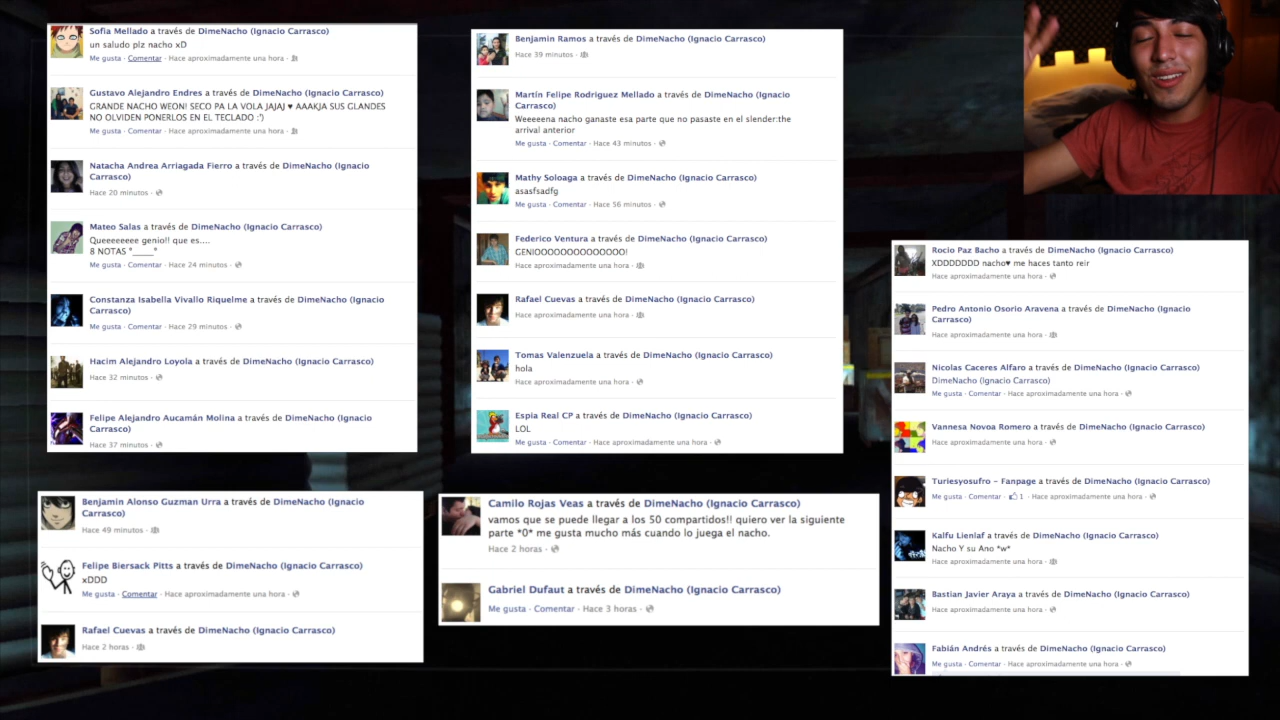 Sofia Mellado a través de DimeNacho (Ignacio Carrasco)
un saludo plz nacho xD
Me gusta · Comentar · Hace aproximadamente una hora ·
Gustavo Alejandro Endres a través de DimeNacho (Ignacio Carrasco)
GRANDE NACHO WEON! SECO PA LA VOLA JAJAJ ♥ AAAKJA SUS GLANDES
NO OLVIDEN PONERLOS EN EL TECLADO :')
Me gusta · Comentar · Hace aproximadamente una hora ·
Natacha Andrea Arriagada Fierro a través de DimeNacho (Ignacio
Carrasco)
Hace 20 minutos ·
Mateo Salas a través de DimeNacho (Ignacio Carrasco)
Queeeeeeee genio!! que es....
8 NOTAS °_____°
Me gusta · Comentar · Hace 24 minutos ·
Constanza Isabella Vivallo Riquelme a través de DimeNacho (Ignacio
Carrasco)
Me gusta · Comentar · Hace 29 minutos ·
Hacim Alejandro Loyola a través de DimeNacho (Ignacio Carrasco)
Hace 32 minutos ·
Felipe Alejandro Aucamán Molina a través de DimeNacho (Ignacio
Carrasco)
Hace 37 minutos ·
Benjamin Ramos a través de DimeNacho (Ignacio Carrasco)
Hace 39 minutos ·
Martín Felipe Rodriguez Mellado a través de DimeNacho (Ignacio
Carrasco)
Weeeeena nacho ganaste esa parte que no pasaste en el slender:the
arrival anterior
Me gusta · Comentar · Hace 43 minutos ·
Mathy Soloaga a través de DimeNacho (Ignacio Carrasco)
asasfsadfg
Me gusta · Comentar · Hace 56 minutos ·
Federico Ventura a través de DimeNacho (Ignacio Carrasco)
GENIOOOOOOOOOOOOOO!
Hace aproximadamente una hora ·
Rafael Cuevas a través de DimeNacho (Ignacio Carrasco)
Hace aproximadamente una hora ·
Tomas Valenzuela a través de DimeNacho (Ignacio Carrasco)
hola
Hace aproximadamente una hora ·
Espia Real CP a través de DimeNacho (Ignacio Carrasco)
LOL
Me gusta · Comentar · Hace aproximadamente una hora ·
Rocio Paz Bacho a través de DimeNacho (Ignacio Carrasco)
XDDDDDDD nacho♥ me haces tanto reir
Hace aproximadamente una hora ·
Pedro Antonio Osorio Aravena a través de DimeNacho (Ignacio
Carrasco)
Hace aproximadamente una hora ·
Nicolas Caceres Alfaro a través de DimeNacho (Ignacio Carrasco)
DimeNacho (Ignacio Carrasco)
Me gusta · Comentar · Hace aproximadamente una hora ·
Vannesa Novoa Romero a través de DimeNacho (Ignacio Carrasco)
Hace aproximadamente una hora ·
Turiesyosufro - Fanpage a través de DimeNacho (Ignacio Carrasco)
Me gusta · Comentar · 1 · Hace aproximadamente una hora ·
Kalfu Lienlaf a través de DimeNacho (Ignacio Carrasco)
Nacho Y su Ano *w*
Hace aproximadamente una hora ·
Bastian Javier Araya a través de DimeNacho (Ignacio Carrasco)
Hace aproximadamente una hora ·
Fabián Andrés a través de DimeNacho (Ignacio Carrasco)
Me gusta · Comentar · Hace aproximadamente una hora ·
Benjamin Alonso Guzman Urra a través de DimeNacho (Ignacio
Carrasco)
Hace 49 minutos ·
Felipe Biersack Pitts a través de DimeNacho (Ignacio Carrasco)
xDDD
Me gusta · Comentar · Hace aproximadamente una hora ·
Rafael Cuevas a través de DimeNacho (Ignacio Carrasco)
Hace 2 horas ·
Camilo Rojas Veas a través de DimeNacho (Ignacio Carrasco)
vamos que se puede llegar a los 50 compartidos!! quiero ver la siguiente
parte *0* me gusta mucho más cuando lo juega el nacho.
Hace 2 horas ·
Gabriel Dufaut a través de DimeNacho (Ignacio Carrasco)
Me gusta · Comentar · Hace 3 horas ·